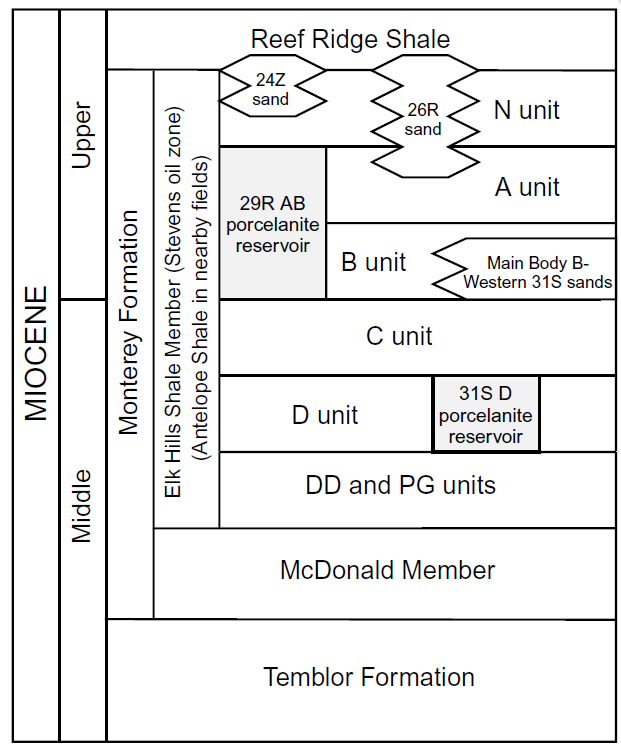 MIOCENE
Upper
Middle
Monterey Formation
Elk Hills Shale Member (Stevens oil zone)
(Antelope Shale in nearby fields)
Reef Ridge Shale
24Z
sand
26R
sand
N unit
A unit
29R AB
porcelanite
reservoir
B unit
Main Body B-
Western 31S sands
C unit
D unit
31S D
porcelanite
reservoir
DD and PG units
McDonald Member
Temblor Formation